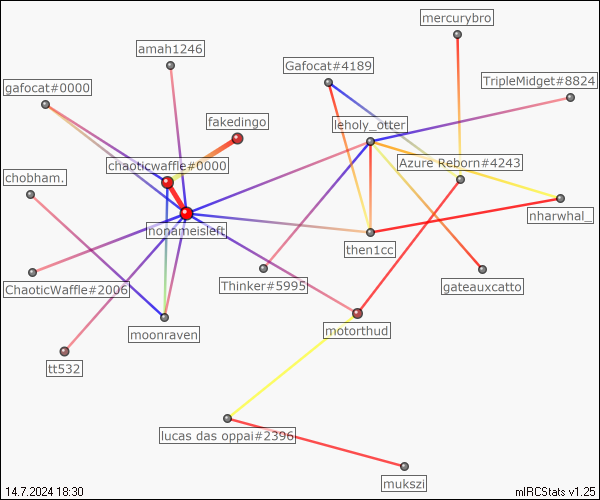 mercurybro
amah1246
Gafocat#4189
TripleMidget#8824
gafocat#0000
fakedingo
leholy_otter
chaoticwaffle#0000
Azure Reborn#4243
chobham.
nharwhal_
nonameisleft
then1cc
ChaoticWaffle#2006
Thinker#5995
gateauxcatto
moonraven
motorthud
tt532
lucas das oppai#2396
mukszi
14.7.2024 18:30
mIRCStats v1.25